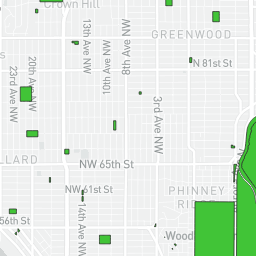 Crown Hill
GREENWOOD
13th Ave NW
8th Ave NW
20th Ave NW
23rd Ave NW
10th Ave NW
N 81st St
3rd Ave NW
LLARD
NW 65th St
NW 61st St
PHINNEY
RIDGE
14th Ave NW
56th St